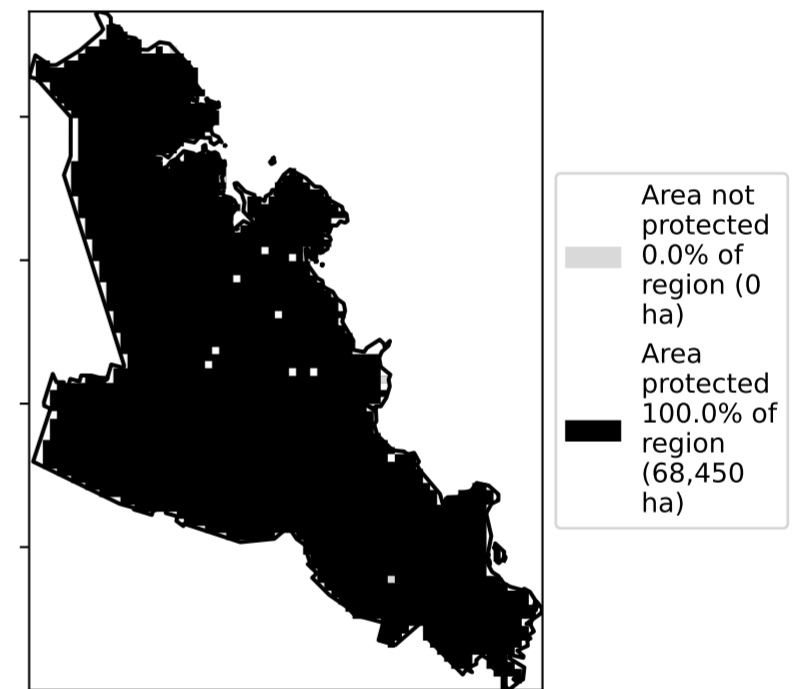 Area not
protected
0.0% of
region (0
ha)
Area
protected
100.0% of
region
(68,450
ha)